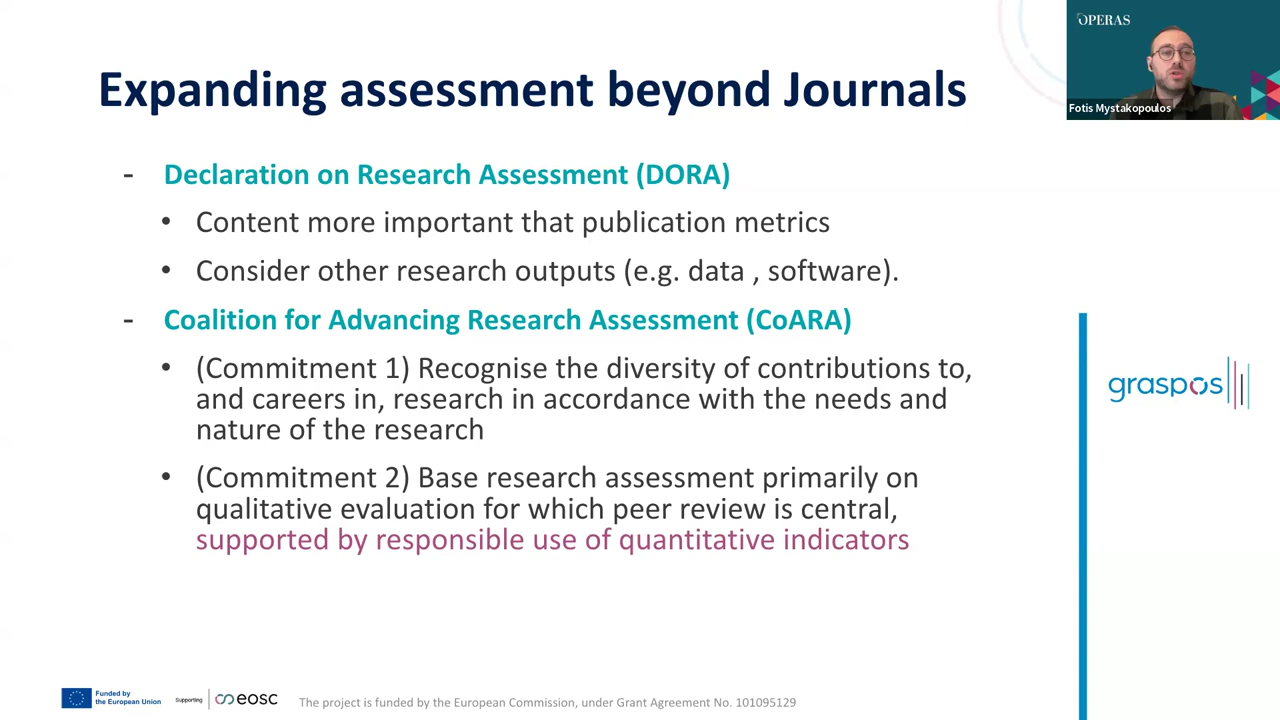 OPERAS
Fotis Mystakopoulos
Expanding assessment beyond Journals
- Declaration on Research Assessment (DORA)
• Content more important that publication metrics
• Consider other research outputs (e.g. data , software).
- Coalition for Advancing Research Assessment (CoARA)
• (Commitment 1) Recognise the diversity of contributions to,
and careers in, research in accordance with the needs and
nature of the research
• (Commitment 2) Base research assessment primarily on
qualitative evaluation for which peer review is central,
supported by responsible use of quantitative indicators
graspos
Funded by
the European Union
Supporting
eosc
The project is funded by the European Commission, under Grant Agreement No. 101095129